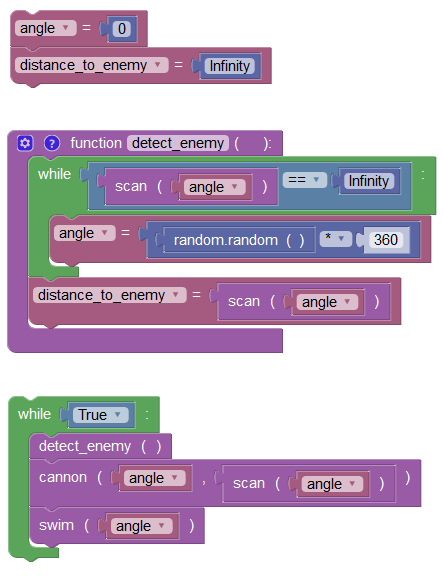 angle = 0
distance_to_enemy = Infinity
? function detect_enemy ( ):
while scan ( angle ) == Infinity :
angle = random.random ( ) * 360
distance_to_enemy = scan ( angle )
while True :
detect_enemy ( )
cannon ( angle , scan ( angle ) )
swim ( angle )